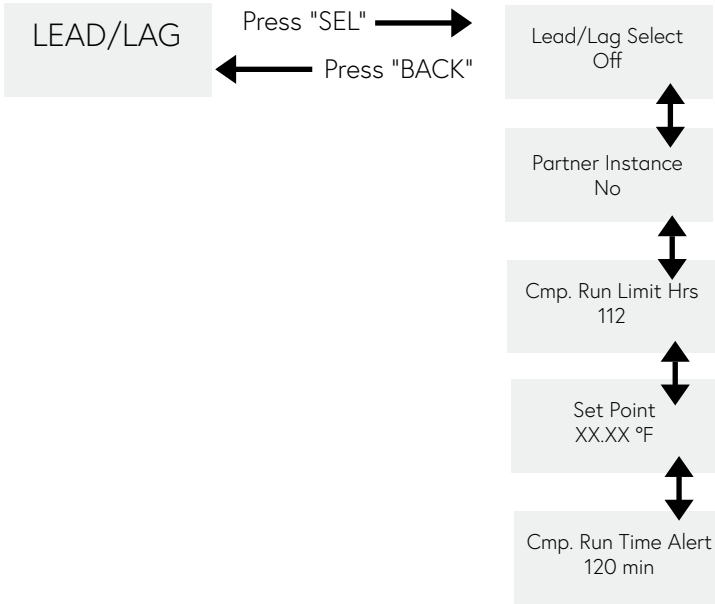 LEAD/LAG
Press "SEL"
Press "BACK"
Lead/Lag Select
Off
Partner Instance
No
Cmp. Run Limit Hrs
112
Set Point
XX.XX ºF
Cmp. Run Time Alert
120 min